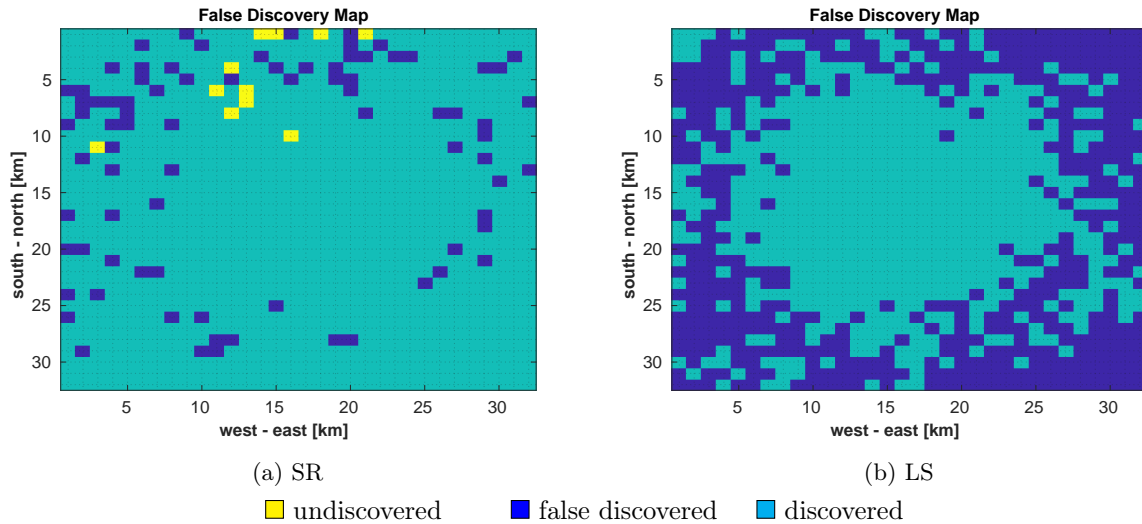 False Discovery Map
5
10
15
20
25
30
south - north [km]
5 10 15 20 25 30
west - east [km]
(a) SR
False Discovery Map
5
10
15
20
25
30
south - north [km]
5 10 15 20 25 30
west - east [km]
(b) LS
undiscovered false discovered discovered